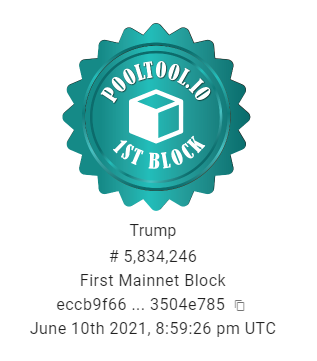 POOLTOOL.IO
1ST BLOCK
Trump
# 5,834,246
First Mainnet Block
eccb9f66 ... 3504e785
June 10th 2021, 8:59:26 pm UTC